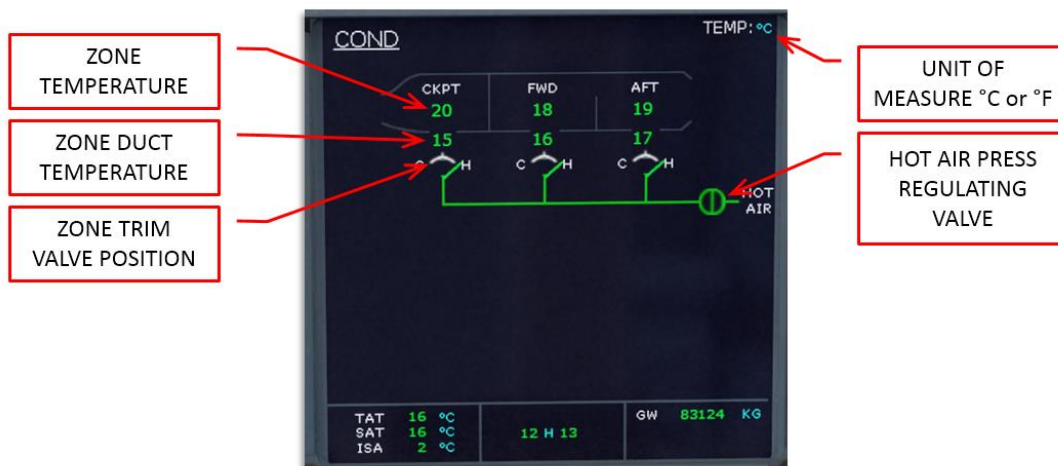 ZONE
TEMPERATURE
ZONE DUCT
TEMPERATURE
ZONE TRIM
VALVE POSITION
COND
TEMP: °C
CKPT FWD AFT
20 18 19
15 16 17
C H C H C H
HOT
AIR
TAT 16 °C
SAT 16 °C
ISA 2 °C
12 H 13
GW 83124 KG
UNIT OF
MEASURE °C or °F
HOT AIR PRESS
REGULATING
VALVE